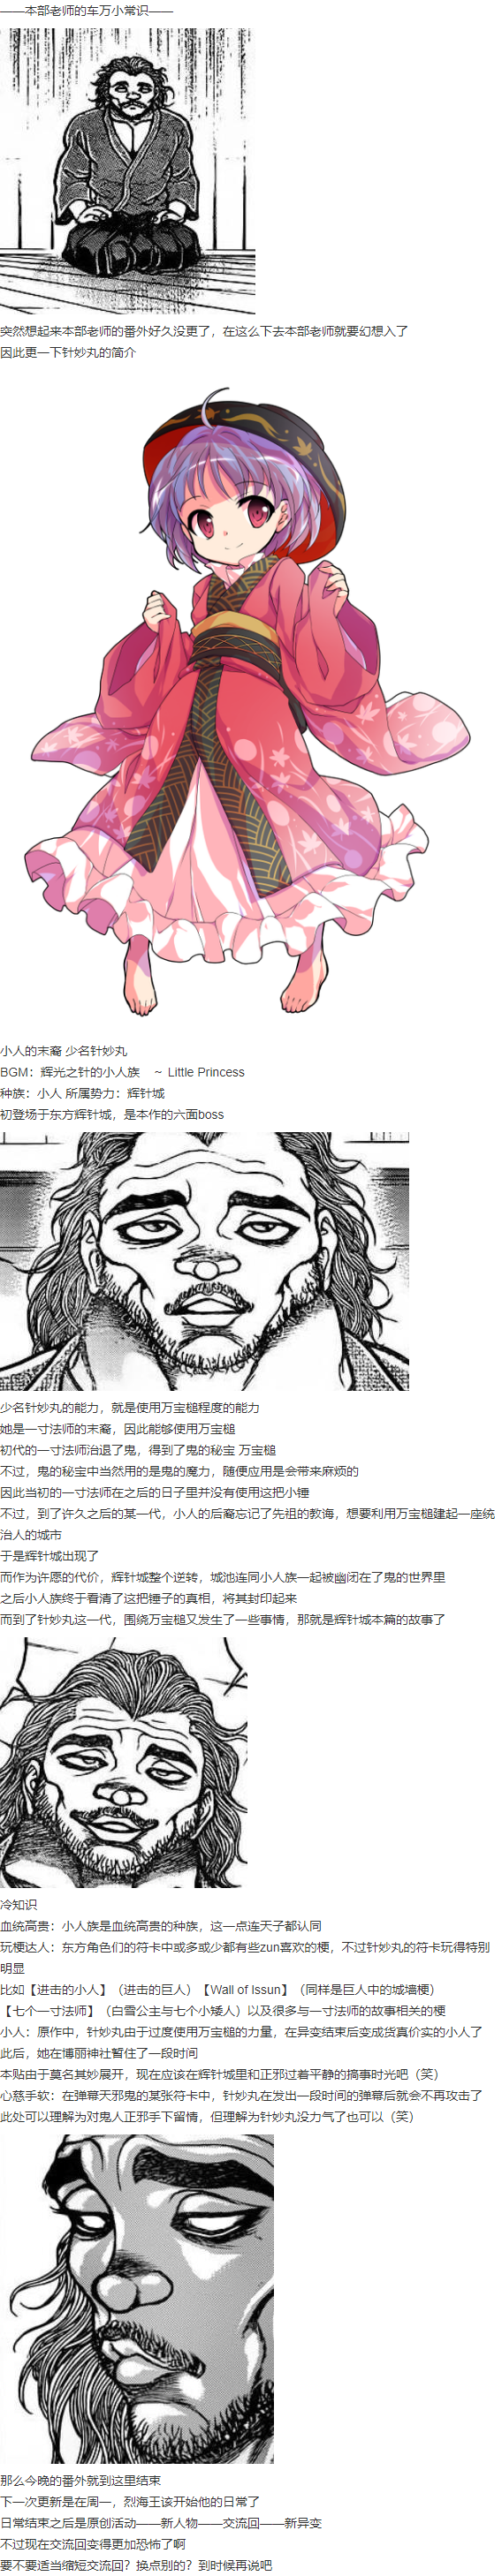 ——本部老师的车万小常识——
突然想起来本部老师的番外好久没更了，在这么下去本部老师就要幻想入了
因此更一下针妙丸的简介
小人的末裔 少名针妙丸
BGM：辉光之针的小人族　~ Little Princess
种族：小人 所属势力：辉针城
初登场于东方辉针城，是本作的六面boss
少名针妙丸的能力，就是使用万宝槌程度的能力
她是一寸法师的末裔，因此能够使用万宝槌
初代的一寸法师治退了鬼，得到了鬼的秘宝 万宝槌
不过，鬼的秘宝中当然用的是鬼的魔力，随便应用是会带来麻烦的
因此当初的一寸法师在之后的日子里并没有使用这把小锤
不过，到了许久之后的某一代，小人的后裔忘记了先祖的教诲，想要利用万宝槌建起一座统
治人的城市
于是辉针城出现了
而作为许愿的代价，辉针城整个逆转，城池连同小人族一起被幽闭在了鬼的世界里
之后小人族终于看清了这把锤子的真相，将其封印起来
而到了针妙丸这一代，围绕万宝槌又发生了一些事情，那就是辉针城本篇的故事了
冷知识
血统高贵：小人族是血统高贵的种族，这一点连天子都认同
玩梗达人：东方角色们的符卡中或多或少都有些zun喜欢的梗，不过针妙丸的符卡玩得特别
明显
比如【进击的小人】（进击的巨人）【Wall of Issun】（同样是巨人中的城墙梗）
【七个一寸法师】（白雪公主与七个小矮人）以及很多与一寸法师的故事相关的梗
小人：原作中，针妙丸由于过度使用万宝槌的力量，在异变结束后变成货真价实的小人了
此后，她在博丽神社暂住了一段时间
本贴由于莫名其妙展开，现在应该在辉针城里和正邪过着平静的搞事时光吧（笑）
心慈手软：在弹幕天邪鬼的某张符卡中，针妙丸在发出一段时间的弹幕后就会不再攻击了
此处可以理解为对鬼人正邪手下留情，但理解为针妙丸没力气了也可以（笑）
那么今晚的番外就到这里结束
下一次更新是在周一，烈海王该开始他的日常了
日常结束之后是原创活动——新人物——交流回——新异变
不过现在交流回变得更加恐怖了啊
要不要适当缩短交流回？换点别的？到时候再说吧